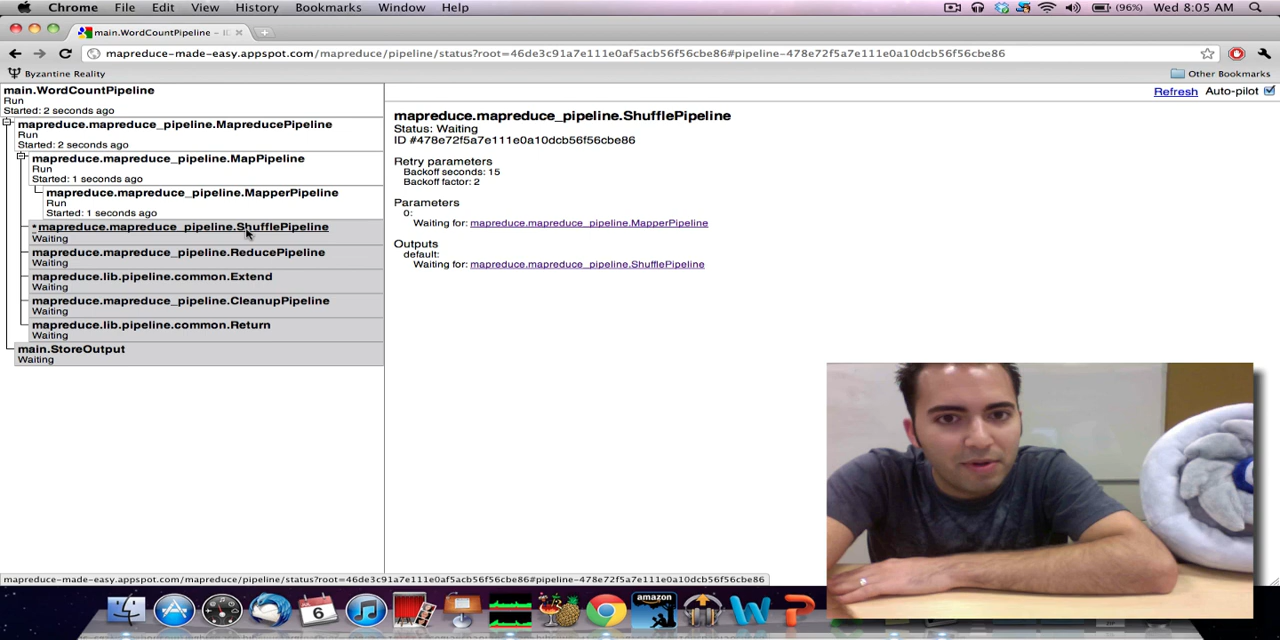 Chrome File Edit View History Bookmarks Window Help (96%) Wed 8:05 AM
main.WordCountPipeline – I
mapreduce-made-easy.appspot.com/mapreduce/pipeline/status?root=46de3c91a7e111e0af5acb56f56cbe86#pipeline-478e72f5a7e111e0a10dcb56f56cbe86
Byzantine Reality Other Bookmarks
Refresh Auto-pilot
main.WordCountPipeline
Run
Started: 2 seconds ago
mapreduce.mapreduce_pipeline.MapreducePipeline
Run
Started: 2 seconds ago
mapreduce.mapreduce_pipeline.MapPipeline
Run
Started: 1 seconds ago
mapreduce.mapreduce_pipeline.MapperPipeline
Run
Started: 1 seconds ago
*mapreduce.mapreduce_pipeline.ShufflePipeline
Waiting
mapreduce.mapreduce_pipeline.ReducePipeline
Waiting
mapreduce.lib.pipeline.common.Extend
Waiting
mapreduce.mapreduce_pipeline.CleanupPipeline
Waiting
mapreduce.lib.pipeline.common.Return
Waiting
main.StoreOutput
Waiting
mapreduce.mapreduce_pipeline.ShufflePipeline
Status: Waiting
ID #478e72f5a7e111e0a10dcb56f56cbe86
Retry parameters
Backoff seconds: 15
Backoff factor: 2
Parameters
0:
Waiting for: mapreduce.mapreduce_pipeline.MapperPipeline
Outputs
default:
Waiting for: mapreduce.mapreduce_pipeline.ShufflePipeline
mapreduce-made-easy.appspot.com/mapreduce/pipeline/status?root=46de3c91a7e111e0af5acb56f56cbe86#pipeline-478e72f5a7e111e0a10dcb56f56cbe86
6
amazon
W P